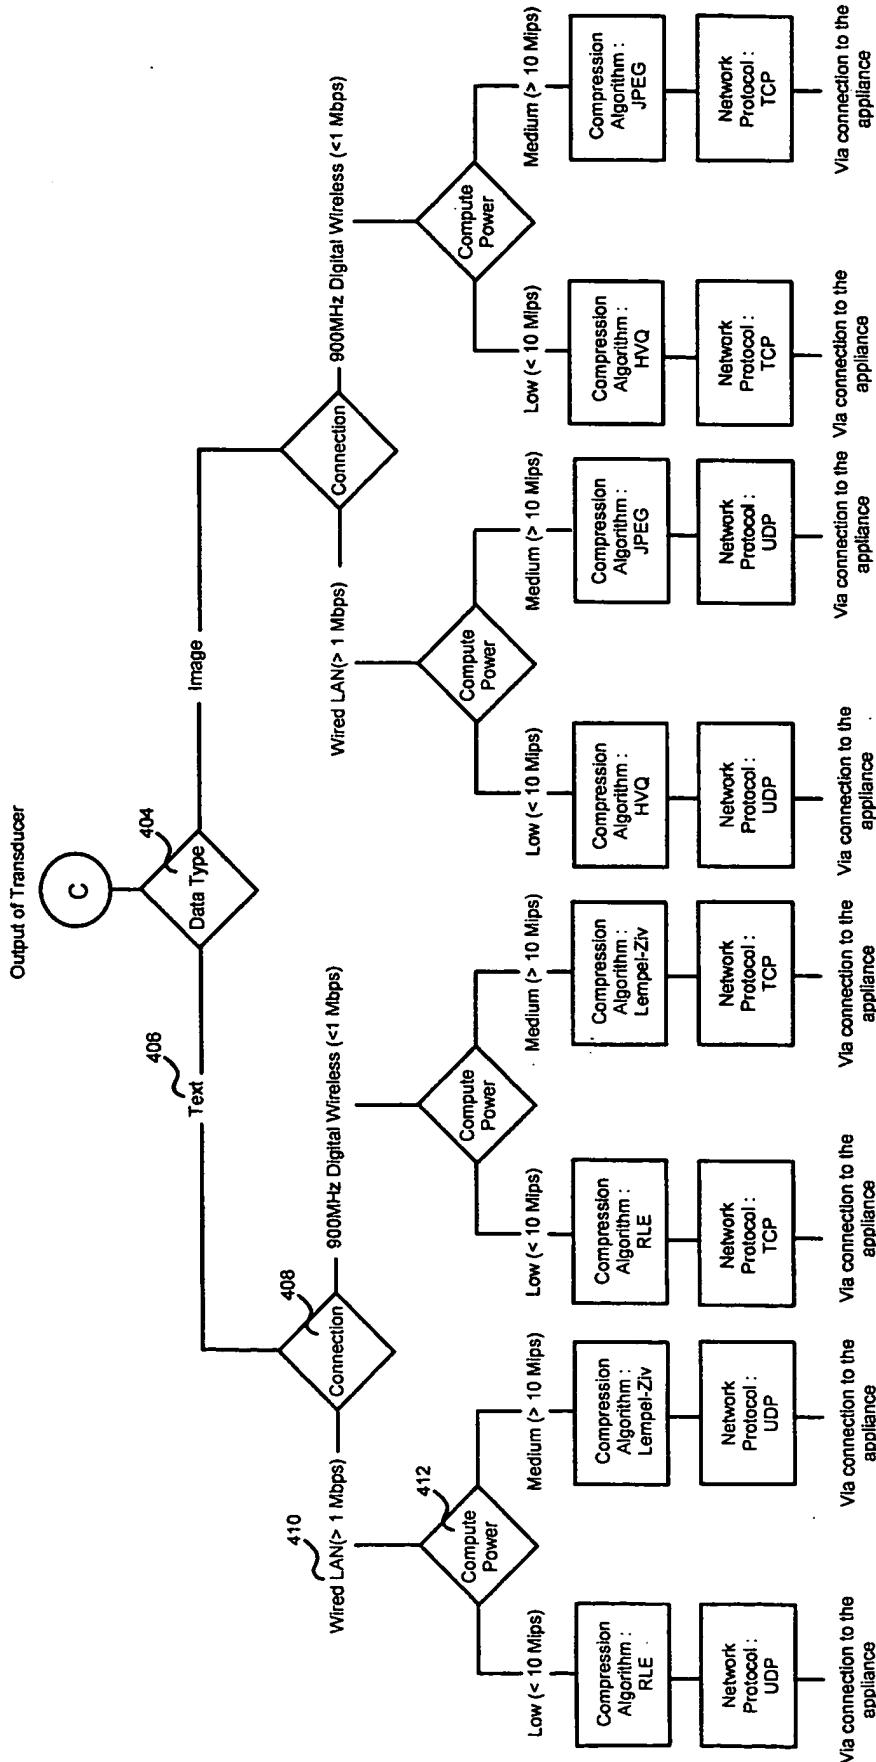 Output of Transducer
C
404
Data Type
406
Text
Image
408
Connection
Connection
410
Wired LAN(> 1 Mbps)
900MHz Digital Wireless (<1 Mbps)
Wired LAN(> 1 Mbps)
900MHz Digital Wireless (<1 Mbps)
412
Compute
Power
Compute
Power
Compute
Power
Compute
Power
Low (< 10 Mips)
Medium (> 10 Mips)
Low (< 10 Mips)
Medium (> 10 Mips)
Low (< 10 Mips)
Medium (> 10 Mips)
Low (< 10 Mips)
Medium (> 10 Mips)
Compression
Algorithm :
RLE
Compression
Algorithm :
Lempel-Ziv
Compression
Algorithm :
RLE
Compression
Algorithm :
Lempel-Ziv
Compression
Algorithm :
HVQ
Compression
Algorithm :
JPEG
Compression
Algorithm :
HVQ
Compression
Algorithm :
JPEG
Network
Protocol :
UDP
Network
Protocol :
UDP
Network
Protocol :
TCP
Network
Protocol :
TCP
Network
Protocol :
UDP
Network
Protocol :
UDP
Network
Protocol :
TCP
Network
Protocol :
TCP
Via connection to the
appliance
Via connection to the
appliance
Via connection to the
appliance
Via connection to the
appliance
Via connection to the
appliance
Via connection to the
appliance
Via connection to the
appliance
Via connection to the
appliance